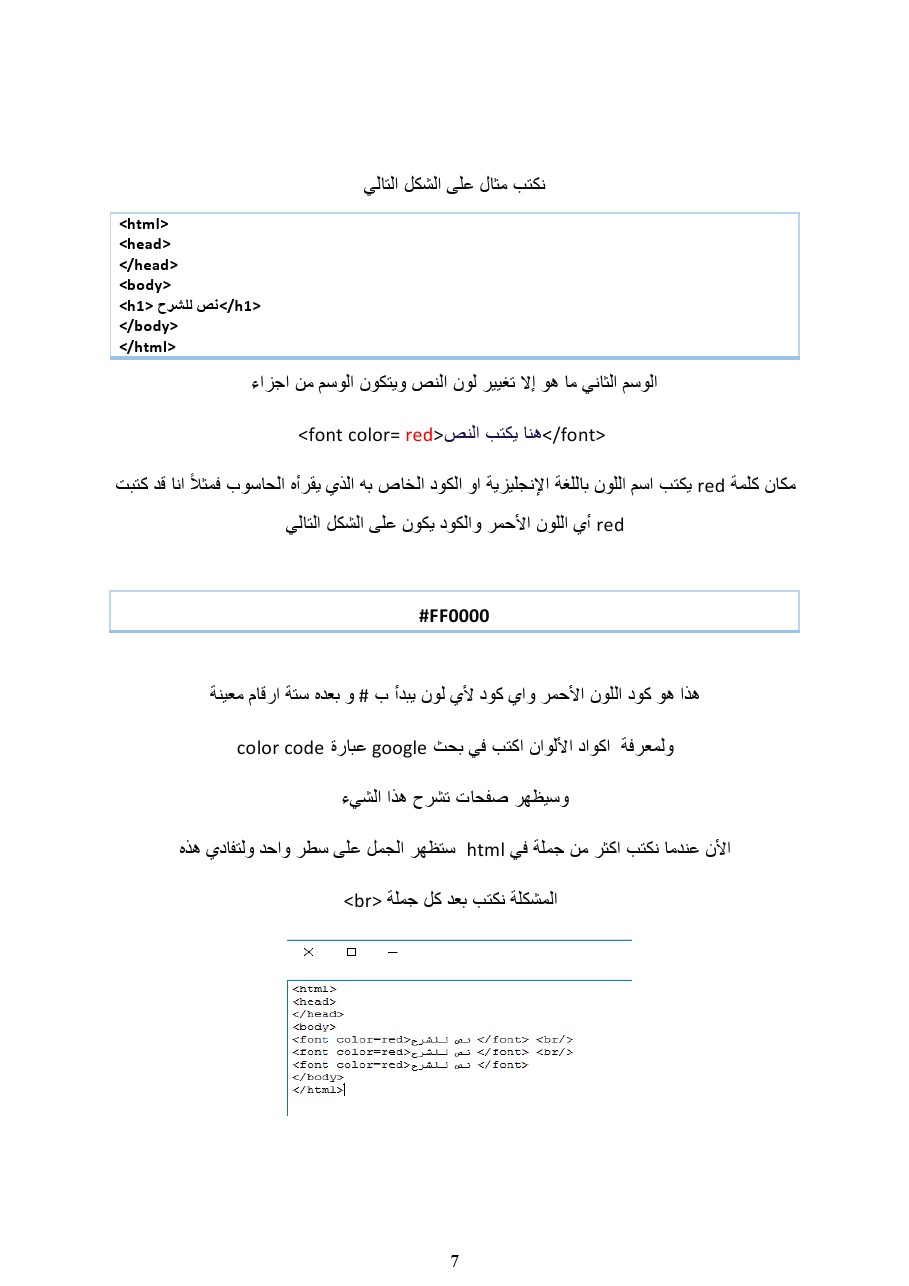 نكتب مثال على الشكل التالي
<html>
<head>
</head>
<body>
<h1> نص للشرح</h1>
</body>
</html>
الوسم الثاني ما هو إلا تغيير لون النص ويتكون الوسم من اجزاء
<font color= red>هنا يكتب النص</font>
مكان كلمة red يكتب اسم اللون باللغة الإنجليزية او الكود الخاص به الذي يقرأه الحاسوب فمثلاً انا قد كتبت
red أي اللون الأحمر والكود يكون على الشكل التالي
#FF0000
هذا هو كود اللون الأحمر واي كود لأي لون يبدأ ب # و بعده ستة ارقام معينة
ولمعرفة اكواد الألوان اكتب في بحث google عبارة color code
وسيظهر صفحات تشرح هذا الشيء
الأن عندما نكتب اكثر من جملة في html ستظهر الجمل على سطر واحد ولتفادي هذه
المشكلة نكتب بعد كل جملة <br>
<html>
<head>
</head>
<body>
<font color=red>نص للشرح </font> <br/>
<font color=red>نص للشرح </font> <br/>
<font color=red>نص للشرح </font>
</body>
</html>
7